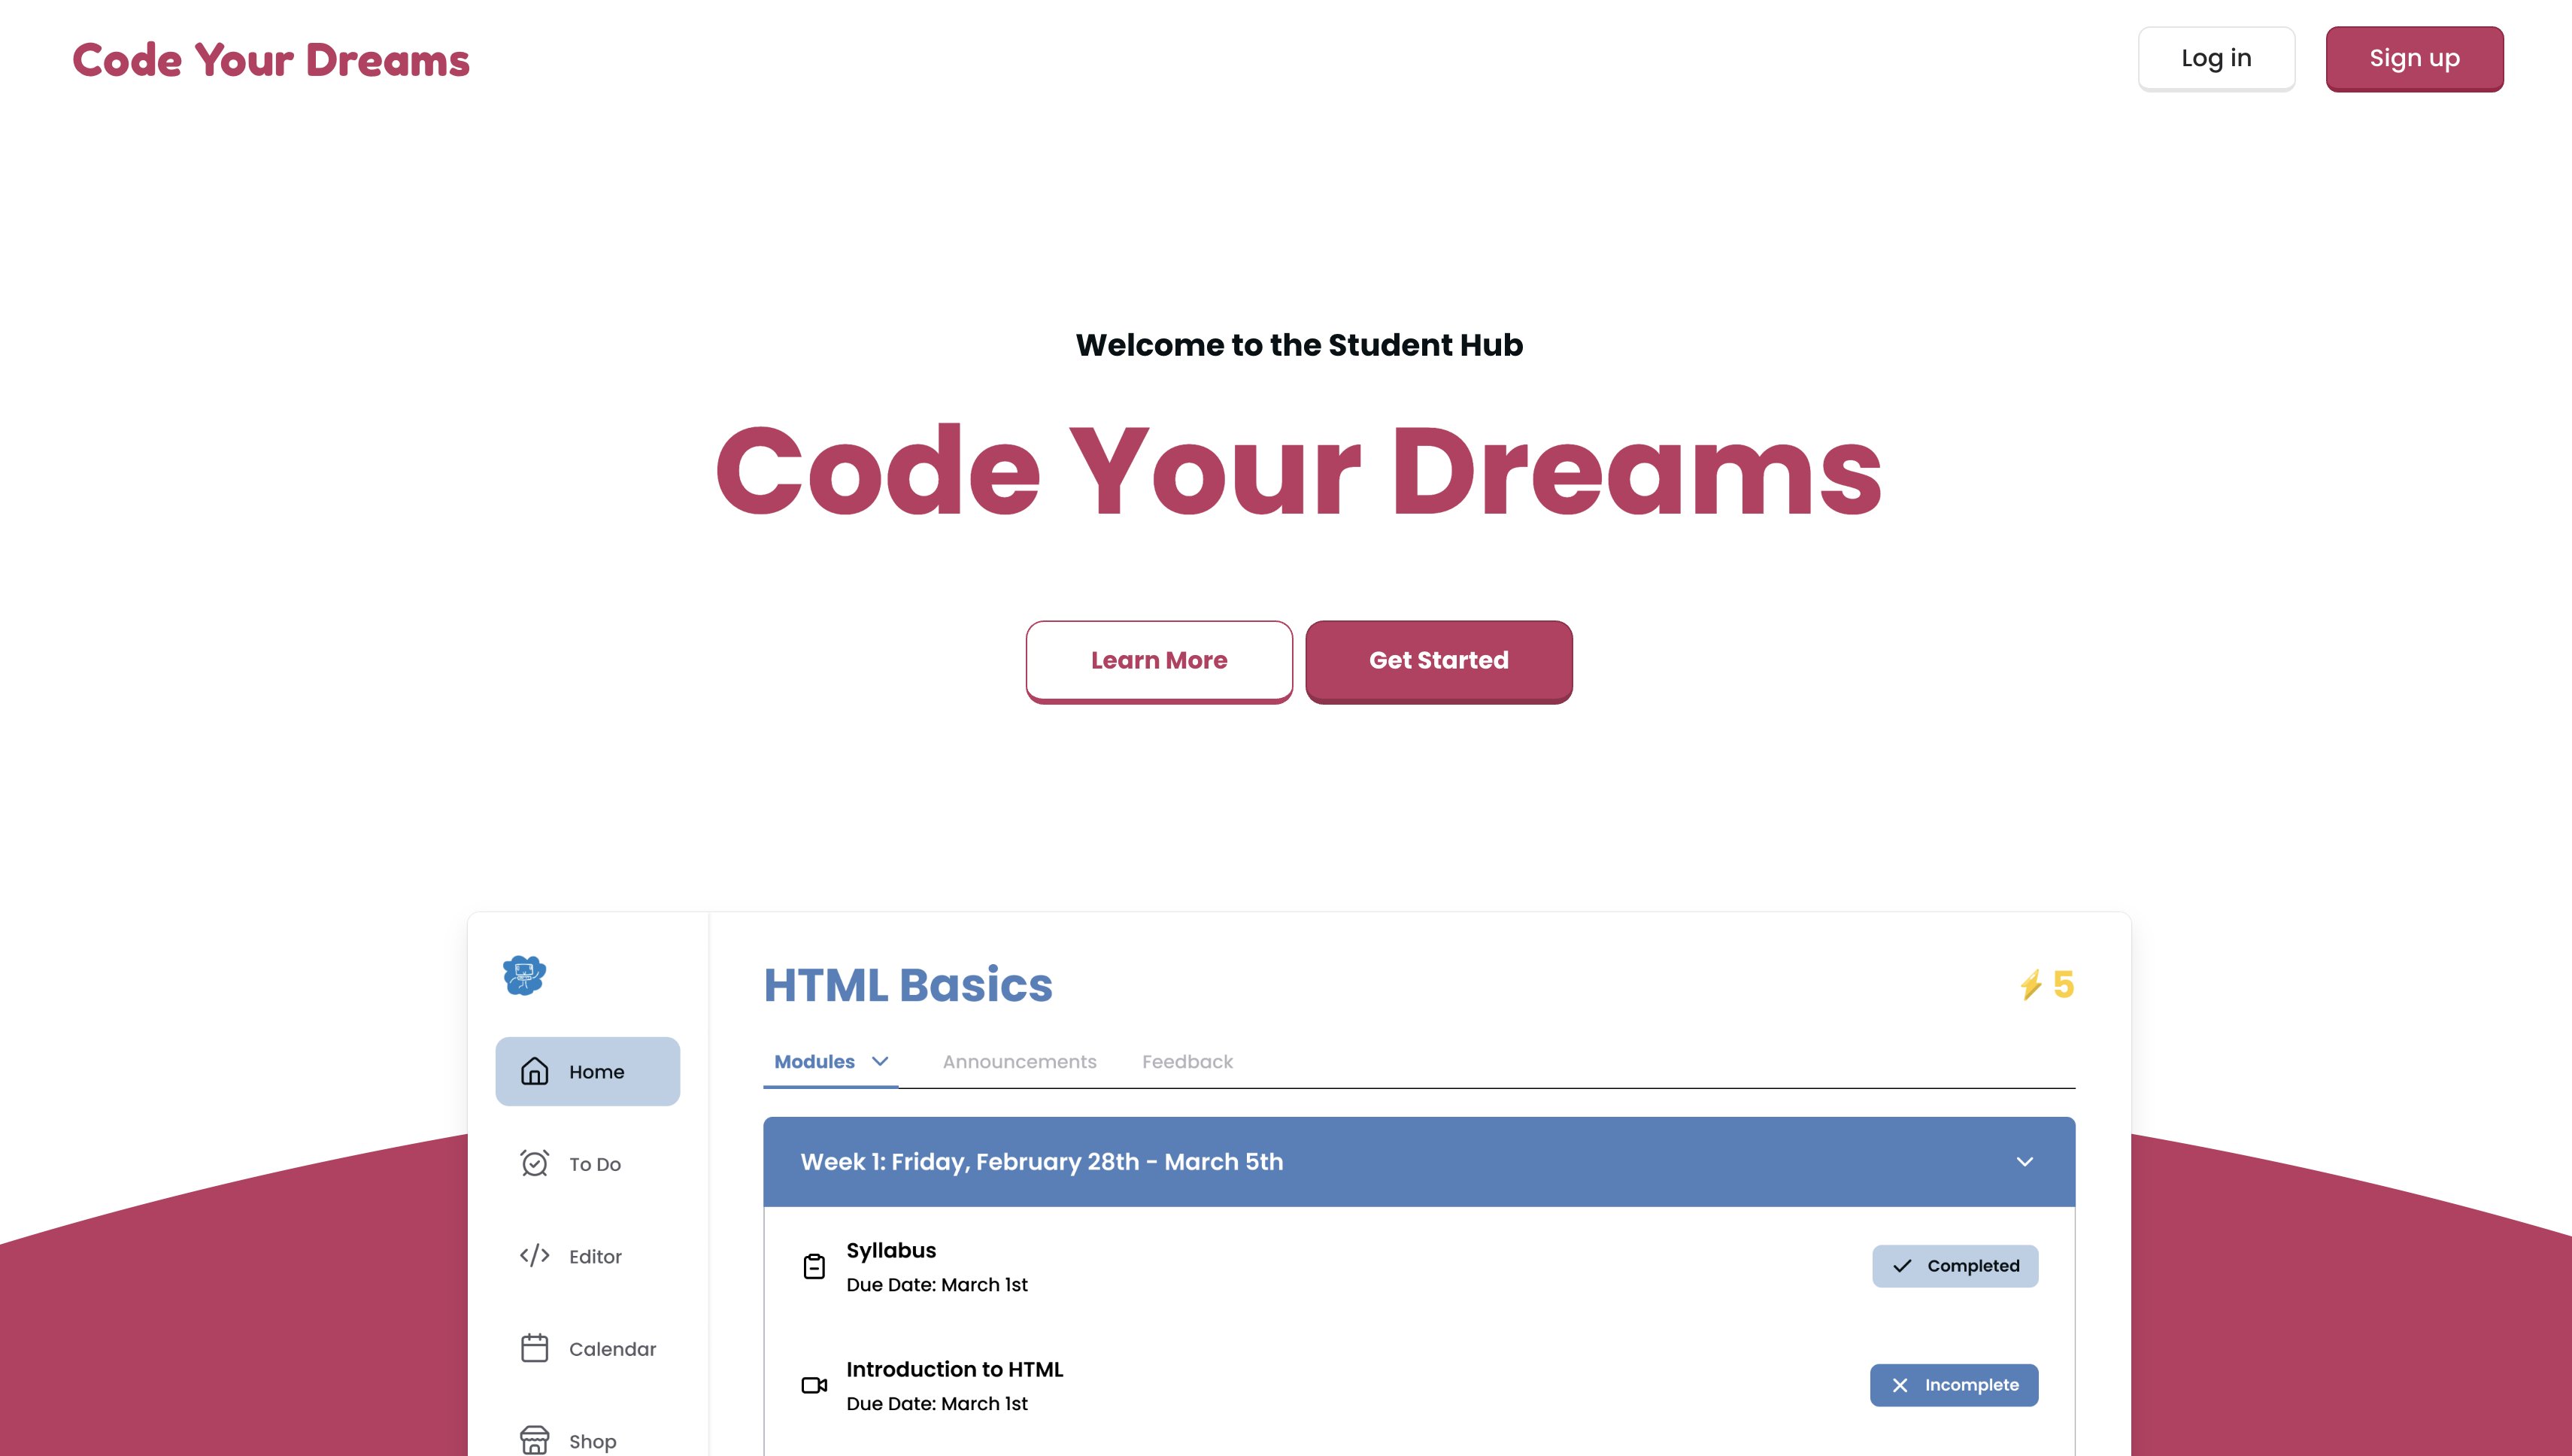 Code Your Dreams
Log in
Sign up
Welcome to the Student Hub
Code Your Dreams
Learn More
Get Started
HTML Basics
5
Home
To Do
Editor
Calendar
Shop
Modules
Announcements
Feedback
Week 1: Friday, February 28th - March 5th
Syllabus
Due Date: March 1st
Completed
Introduction to HTML
Due Date: March 1st
Incomplete